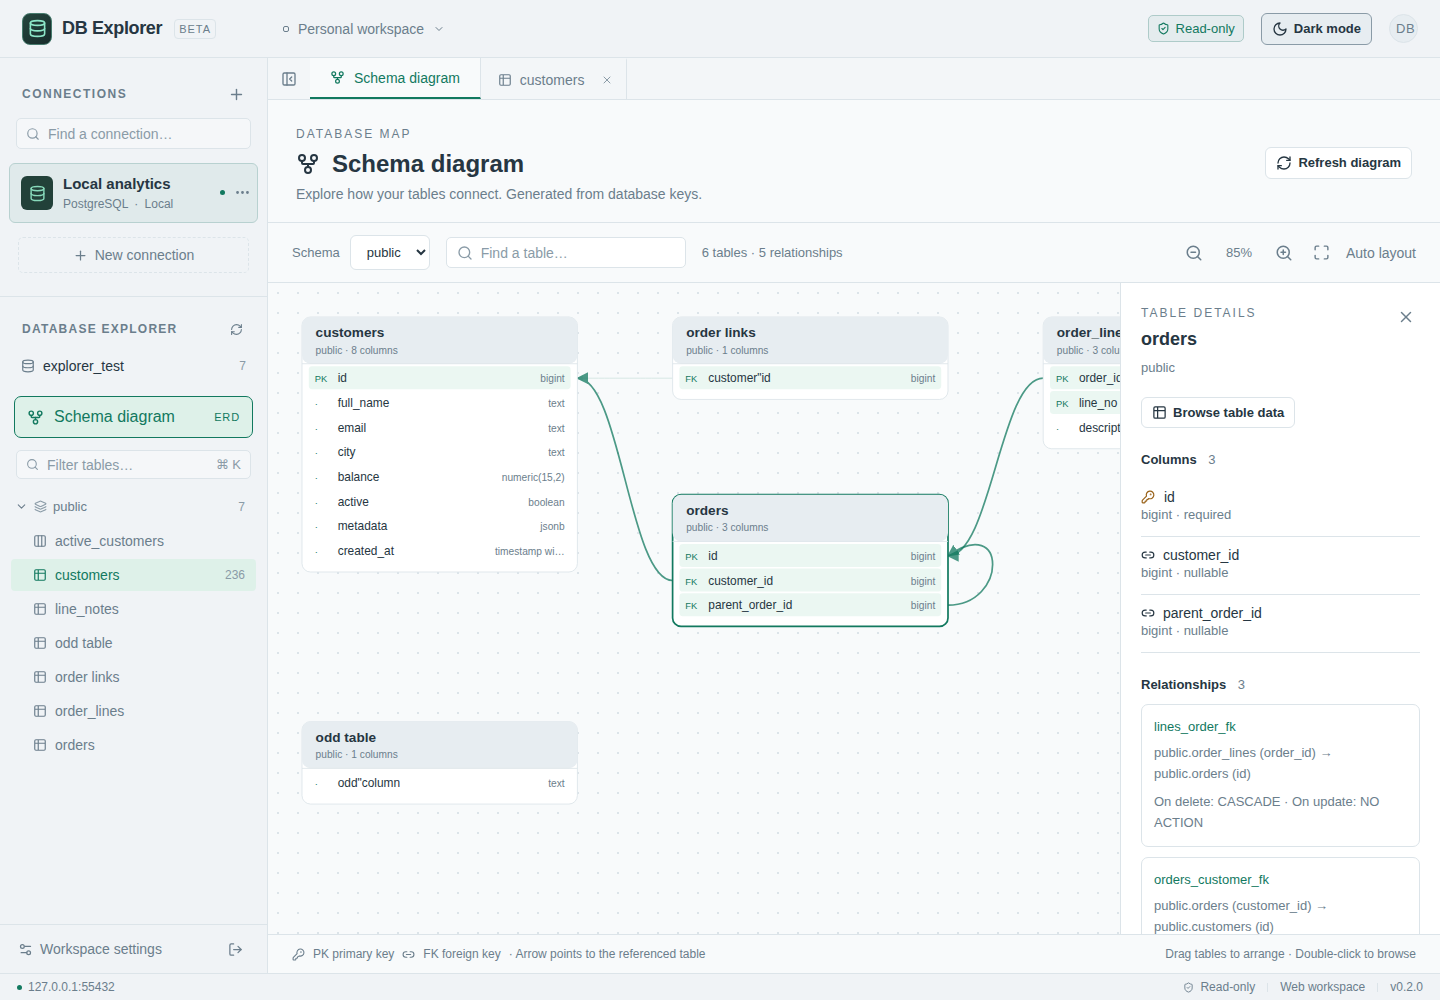 DB Explorer BETA
Personal workspace
Read-only
Dark mode
DB
CONNECTIONS
Find a connection…
Local analytics
PostgreSQL · Local
New connection
DATABASE EXPLORER
explorer_test 7
Schema diagram ERD
Filter tables… ⌘ K
public 7
active_customers
customers 236
line_notes
odd table
order links
order_lines
orders
Workspace settings
Schema diagram
customers
DATABASE MAP
Schema diagram
Explore how your tables connect. Generated from database keys.
Refresh diagram
Schema public
Find a table…
6 tables · 5 relationships
85%
Auto layout
customers
public · 8 columns
PK id bigint
· full_name text
· email text
· city text
· balance numeric(15,2)
· active boolean
· metadata jsonb
· created_at timestamp wi…
order links
public · 1 columns
FK customer"id bigint
order_line
public · 3 colu
PK order_id
PK line_no
· descript
orders
public · 3 columns
PK id bigint
FK customer_id bigint
FK parent_order_id bigint
odd table
public · 1 columns
· odd"column text
TABLE DETAILS
orders
public
Browse table data
Columns 3
id
bigint · required
customer_id
bigint · nullable
parent_order_id
bigint · nullable
Relationships 3
lines_order_fk
public.order_lines (order_id) →
public.orders (id)
On delete: CASCADE · On update: NO
ACTION
orders_customer_fk
public.orders (customer_id) →
public.customers (id)
PK primary key FK foreign key · Arrow points to the referenced table
Drag tables to arrange · Double-click to browse
127.0.0.1:55432
Read-only
Web workspace
v0.2.0